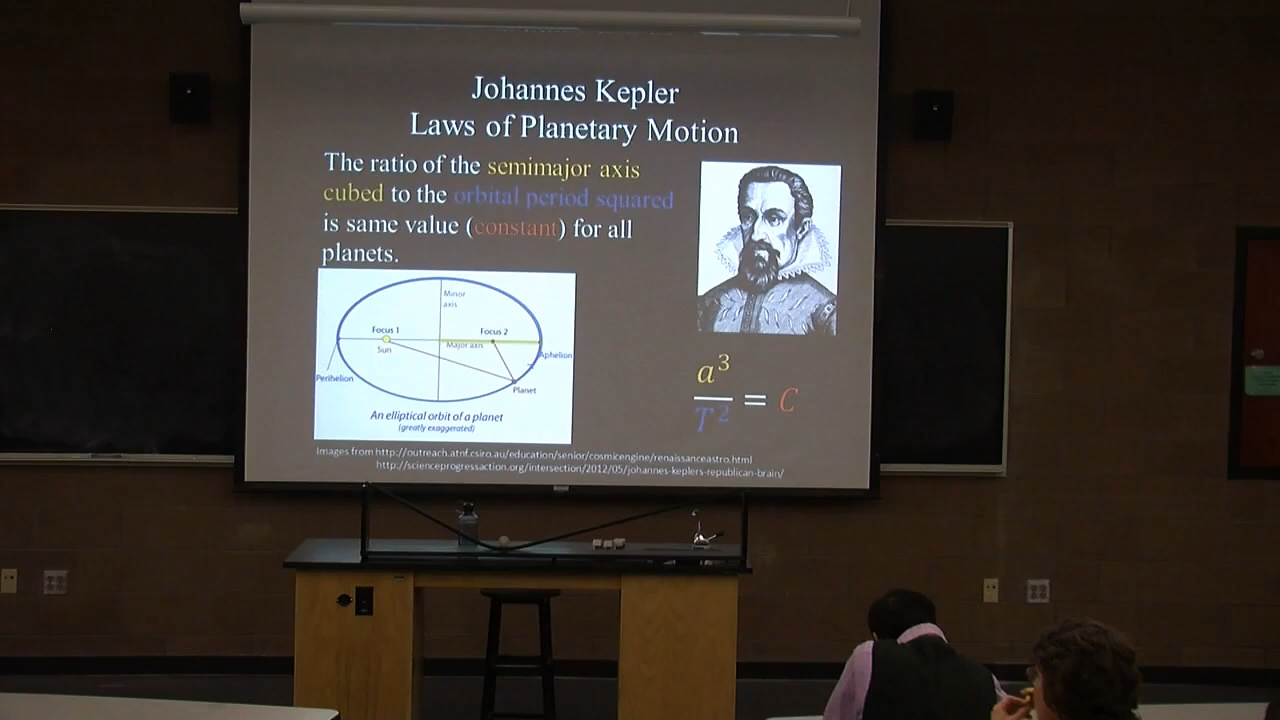 Johannes Kepler
Laws of Planetary Motion
The ratio of the semimajor axis
cubed to the orbital period squared
is same value (constant) for all
planets.
Minor
axis
Focus 1
Focus 2
Sun
Major axis
Aphelion
Perihelion
Planet
An elliptical orbit of a planet
(greatly exaggerated)
a³
T² = C
Images from http://outreach.atnf.csiro.au/education/senior/cosmicengine/renaissanceastro.html
http://scienceprogressaction.org/intersection/2012/05/johannes-keplers-republican-brain/